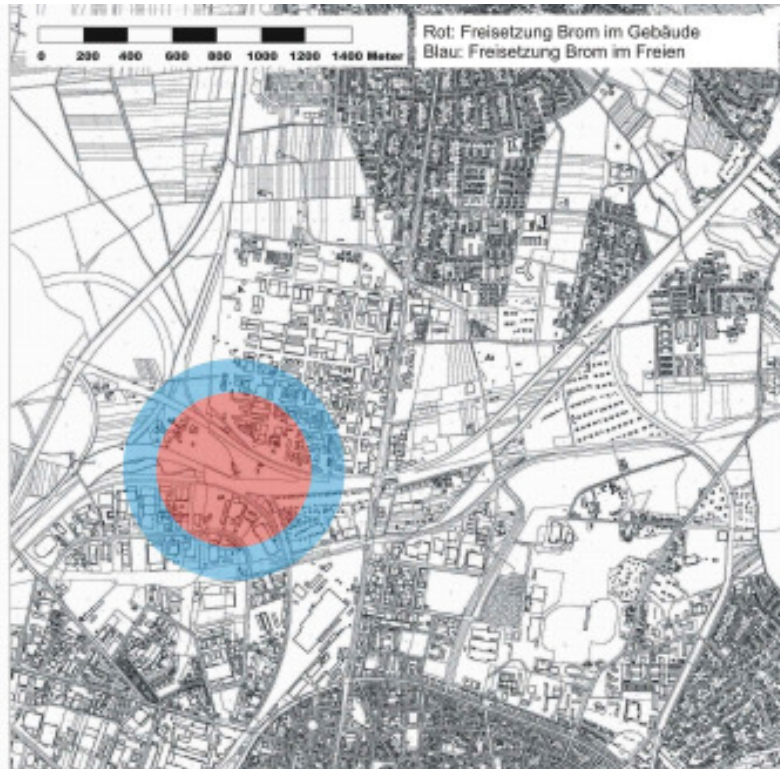 Rot: Freisetzung Brom im Gebäude
Blau: Freisetzung Brom im Freien
0 200 400 600 800 1000 1200 1400 Meter